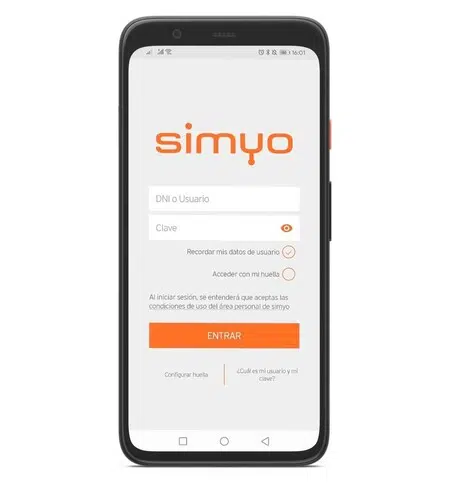 16:01
simyo
DNI o Usuario
Clave
Recordar mis datos de usuario
Acceder con mi huella
Al iniciar sesión, se entenderá que aceptas las
condiciones de uso del área personal de simyo
ENTRAR
Configurar huella
¿Cuál es mi usuario y mi
clave?